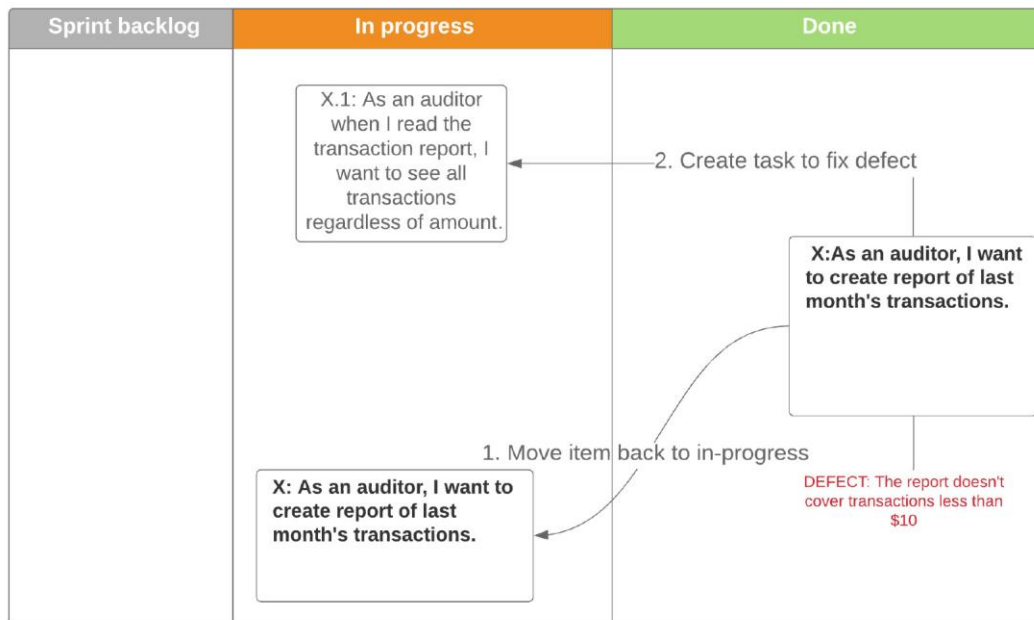 Sprint backlog
In progress
Done
X.1: As an auditor
when I read the
transaction report, I
want to see all
transactions
regardless of amount.
2. Create task to fix defect
X:As an auditor, I want
to create report of last
month's transactions.
1. Move item back to in-progress
X: As an auditor, I want to
create report of last
month's transactions.
DEFECT: The report doesn't
cover transactions less than
$10